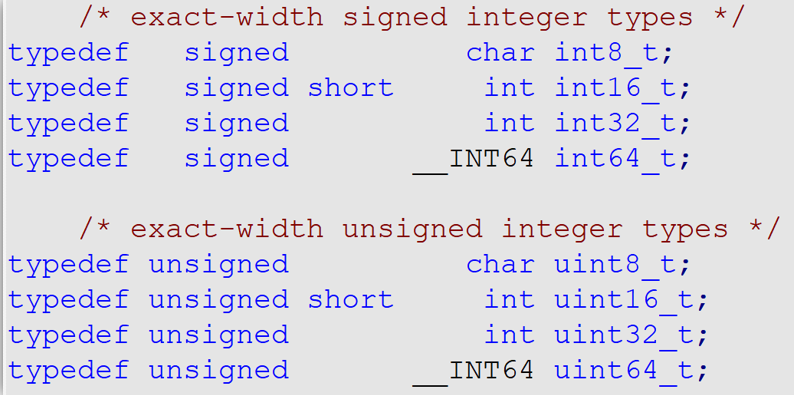 /* exact-width signed integer types */
typedef   signed          char int8_t;
typedef   signed short     int int16_t;
typedef   signed           int int32_t;
typedef   signed       __INT64 int64_t;
/* exact-width unsigned integer types */
typedef unsigned          char uint8_t;
typedef unsigned short     int uint16_t;
typedef unsigned           int uint32_t;
typedef unsigned       __INT64 uint64_t;